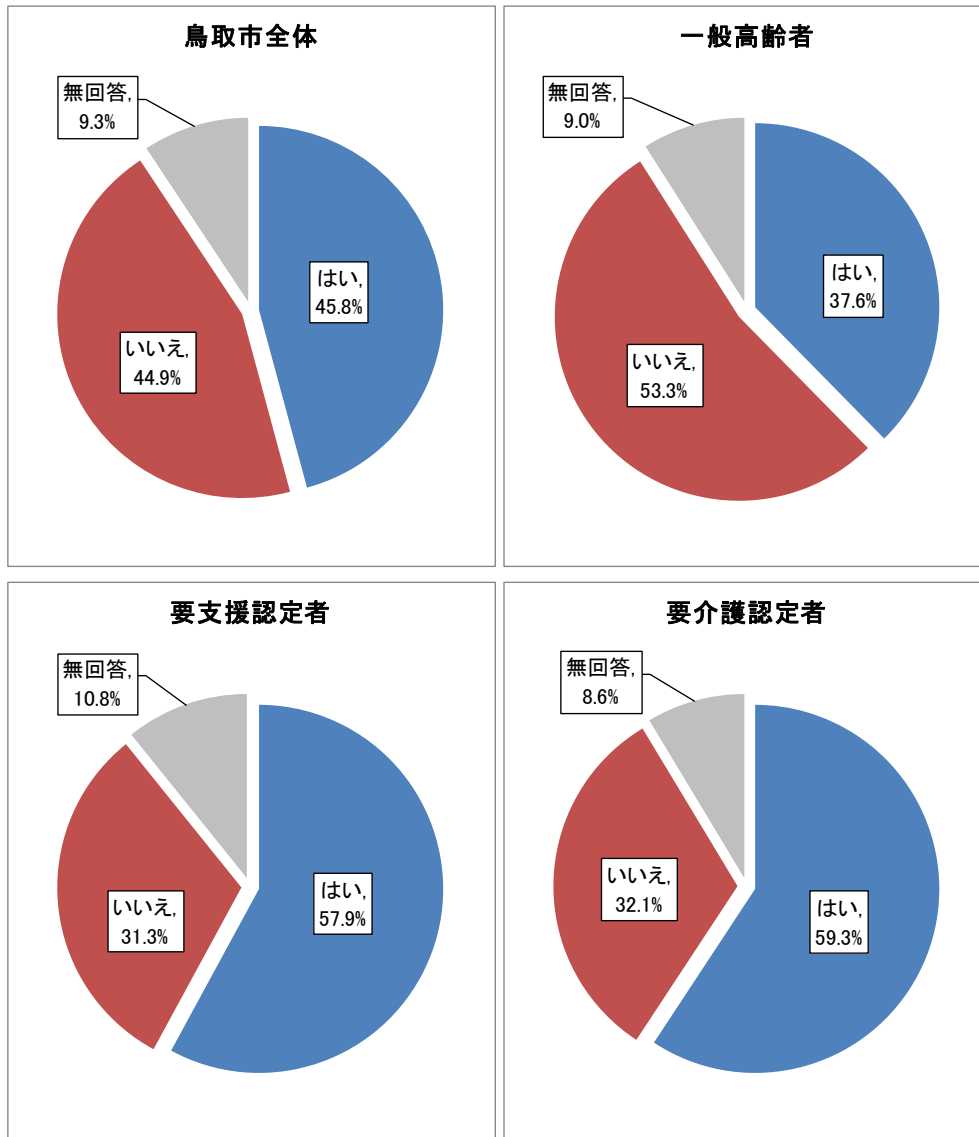 鳥取市全体
無回答,
9.3%
はい,
45.8%
いいえ,
44.9%
一般高齢者
無回答,
9.0%
はい,
37.6%
いいえ,
53.3%
要支援認定者
無回答,
10.8%
はい,
57.9%
いいえ,
31.3%
要介護認定者
無回答,
8.6%
いいえ,
32.1%
はい,
59.3%